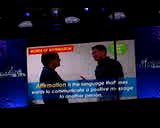 WORDS OF AFFIRMATION
Affirmation is the language that uses
words to communicate a positive message
to another person.